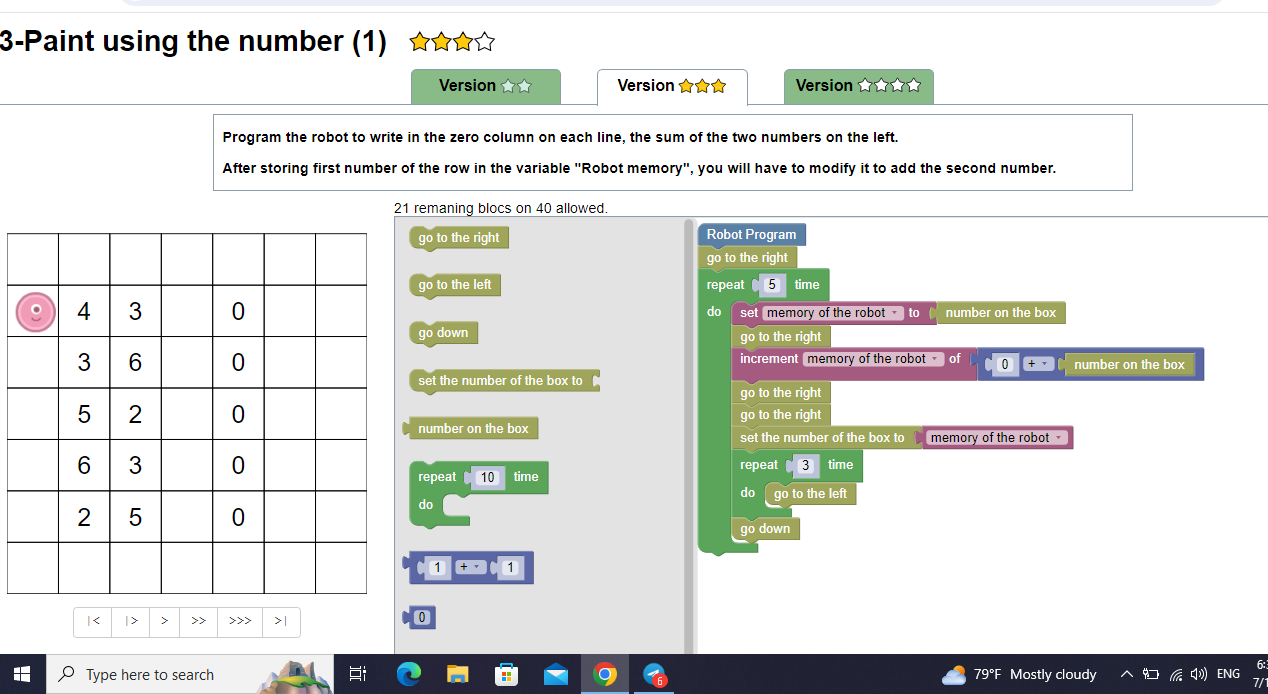 3-Paint using the number (1)
Version
Version
Version
Program the robot to write in the zero column on each line, the sum of the two numbers on the left.
After storing first number of the row in the variable "Robot memory", you will have to modify it to add the second number.
21 remaning blocs on 40 allowed.
4 3 0
3 6 0
5 2 0
6 3 0
2 5 0
|< |> > >> >>> >|
go to the right
go to the left
go down
set the number of the box to
number on the box
repeat 10 time
do
1 + 1
0
Robot Program
go to the right
repeat 5 time
do set memory of the robot to number on the box
go to the right
increment memory of the robot of 0 + number on the box
go to the right
go to the right
set the number of the box to memory of the robot
repeat 3 time
do go to the left
go down
Type here to search
6
79°F Mostly cloudy
ENG
6:
7/1